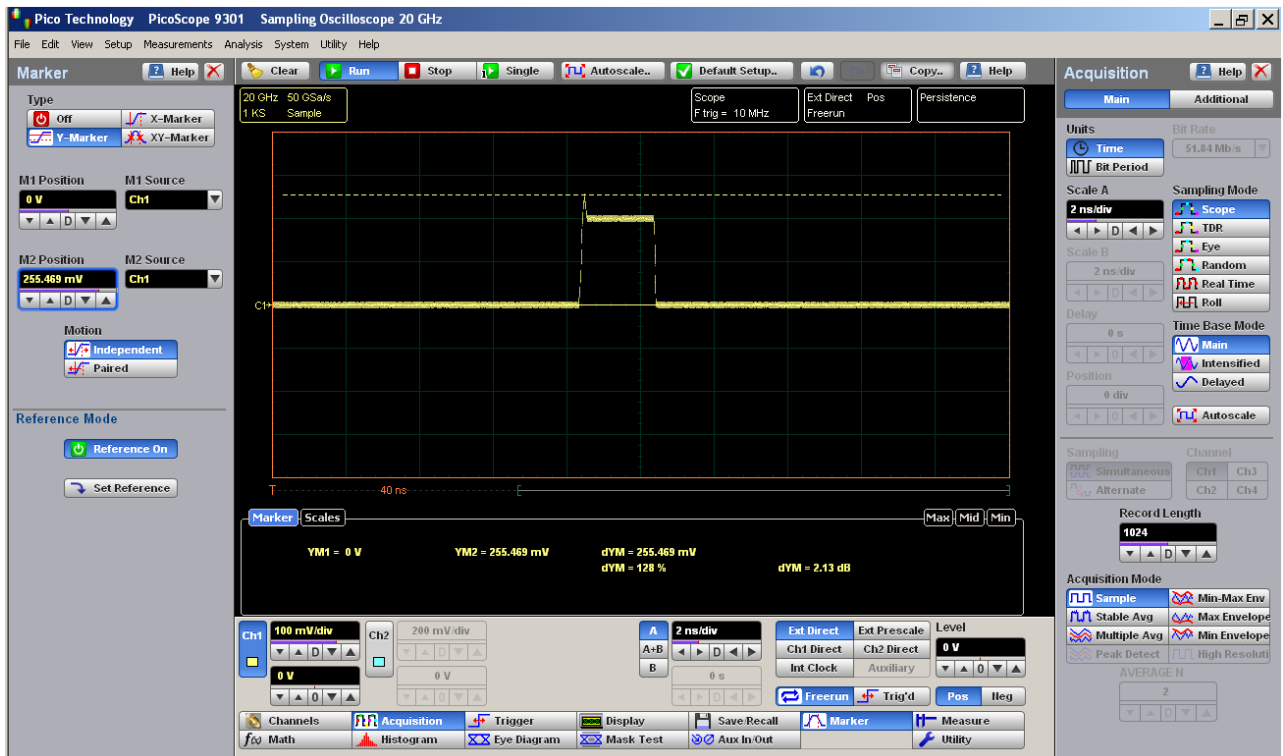 Pico Technology PicoScope 9301 Sampling Oscilloscope 20 GHz
File Edit View Setup Measurements Analysis System Utility Help
Marker Help
Clear Run Stop Single Autoscale.. Default Setup.. Copy.. Help
Acquisition Help
Type
Off X-Marker
Y-Marker XY-Marker
M1 Position M1 Source
0 V Ch1
D
M2 Position M2 Source
255.469 mV Ch1
D
Motion
Independent
Paired
Reference Mode
Reference On
Set Reference
20 GHz 50 GSa/s
1 KS Sample
Scope
F trig = 10 MHz
Ext Direct Pos
Freerun
Persistence
C1
T 40 ns
Marker Scales Max Mid Min
YM1 = 0 V YM2 = 255.469 mV dYM = 255.469 mV
dYM = 128 % dYM = 2.13 dB
Ch1 100 mV/div Ch2 200 mV/div
D D
0 V 0 V
0 0
A 2 ns/div
A+B D
B 0 s
D
Ext Direct Ext Prescale Level
Ch1 Direct Ch2 Direct 0 V
Int Clock Auxiliary 0
Freerun Trig'd Pos Neg
Channels Acquisition Trigger Display Save/Recall Marker Measure
f(x) Math Histogram Eye Diagram Mask Test Aux In/Out Utility
Main Additional
Units Bit Rate
Time 51.84 Mb/s
Bit Period
Scale A Sampling Mode
2 ns/div Scope
D TDR
Scale B Eye
2 ns/div Random
D Real Time
Roll
Delay Time Base Mode
0 s Main
0 Intensified
Position Delayed
0 div
0 Autoscale
Sampling Channel
Simultaneous Ch1 Ch3
Alternate Ch2 Ch4
Record Length
1024
D
Acquisition Mode
Sample Min-Max Env
Stable Avg Max Envelope
Multiple Avg Min Envelope
Peak Detect High Resoluti
AVERAGE N
2
D